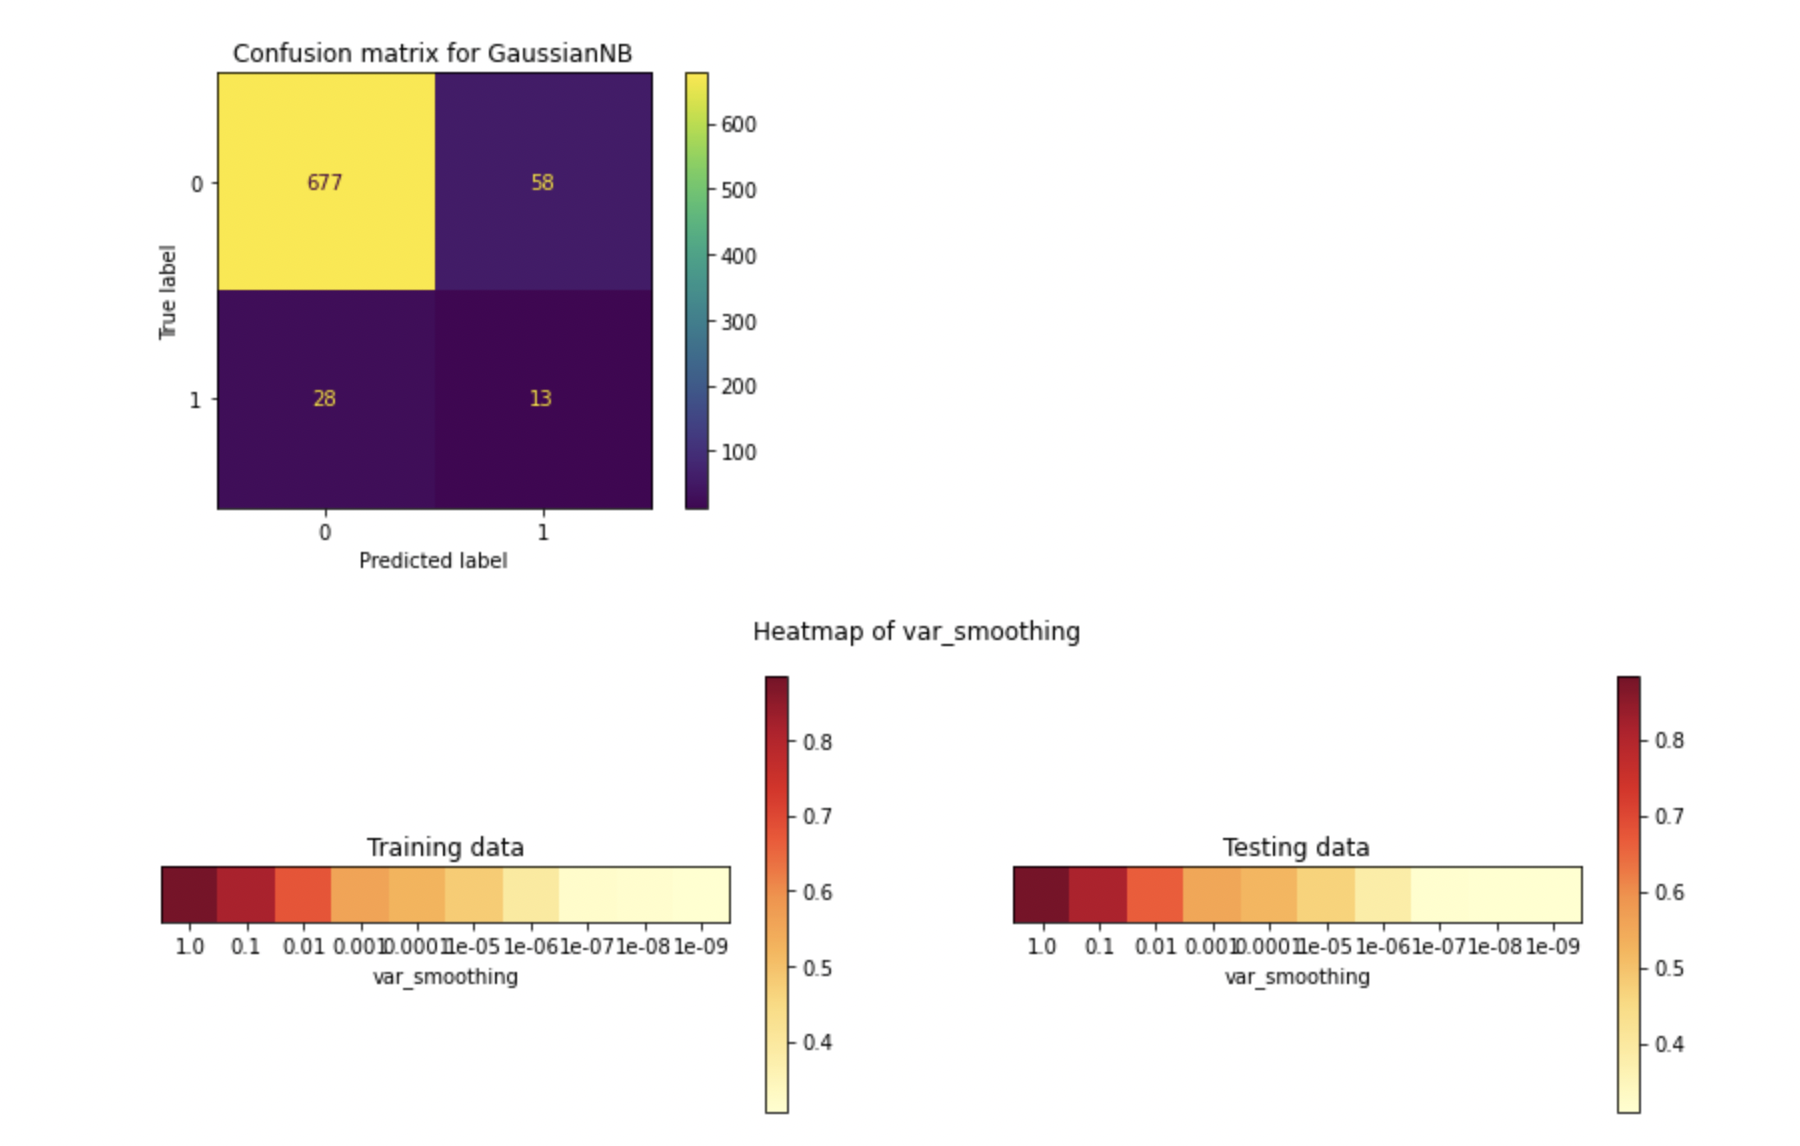 Confusion matrix for GaussianNB
600
500
400
300
200
100
True label
0
1
677
58
28
13
0
1
Predicted label
Heatmap of var_smoothing
Training data
1.0 0.1 0.01 0.001 0.0001 1e-05 1e-06 1e-07 1e-08 1e-09
var_smoothing
0.8
0.7
0.6
0.5
0.4
Testing data
1.0 0.1 0.01 0.001 0.0001 1e-05 1e-06 1e-07 1e-08 1e-09
var_smoothing
0.8
0.7
0.6
0.5
0.4